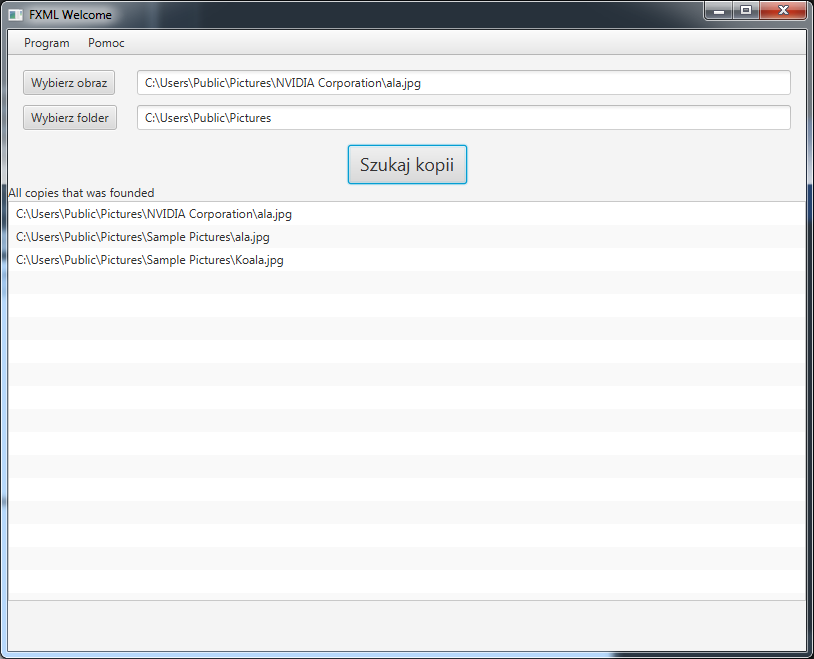 FXML Welcome
Program Pomoc
Wybierz obraz C:\Users\Public\Pictures\NVIDIA Corporation\ala.jpg
Wybierz folder C:\Users\Public\Pictures
Szukaj kopii
All copies that was founded
C:\Users\Public\Pictures\NVIDIA Corporation\ala.jpg
C:\Users\Public\Pictures\Sample Pictures\ala.jpg
C:\Users\Public\Pictures\Sample Pictures\Koala.jpg